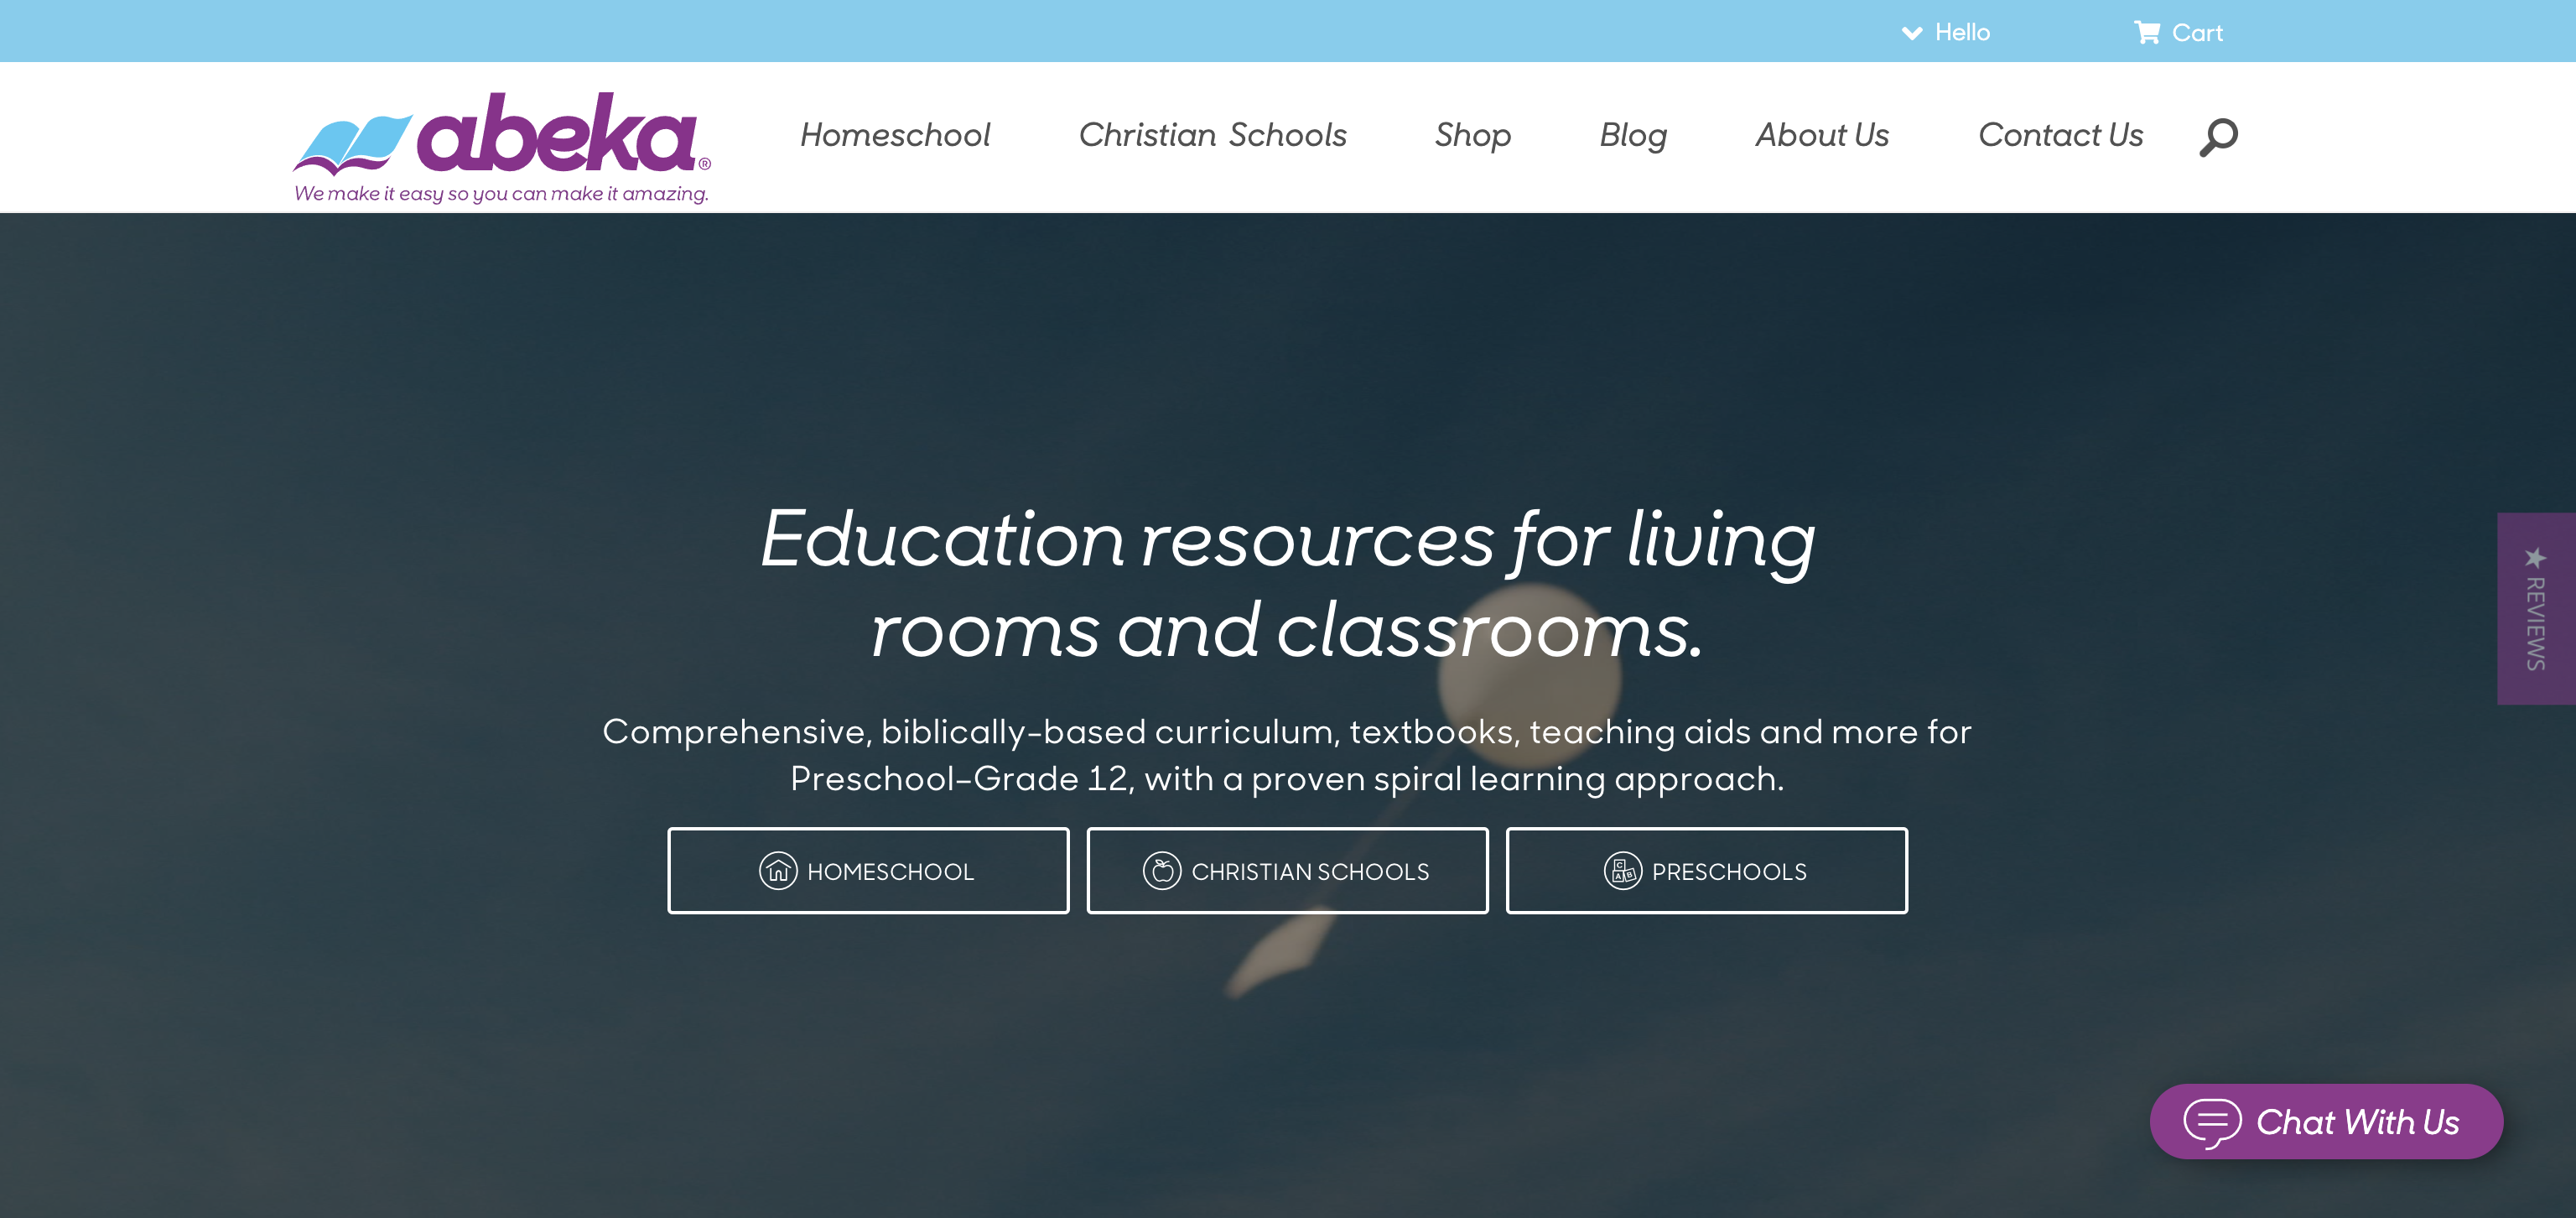 Hello
Cart
abeka®
We make it easy so you can make it amazing.
Homeschool
Christian Schools
Shop
Blog
About Us
Contact Us
Education resources for living
rooms and classrooms.
Comprehensive, biblically-based curriculum, textbooks, teaching aids and more for
Preschool–Grade 12, with a proven spiral learning approach.
HOMESCHOOL
CHRISTIAN SCHOOLS
C
A B
PRESCHOOLS
★ REVIEWS
Chat With Us